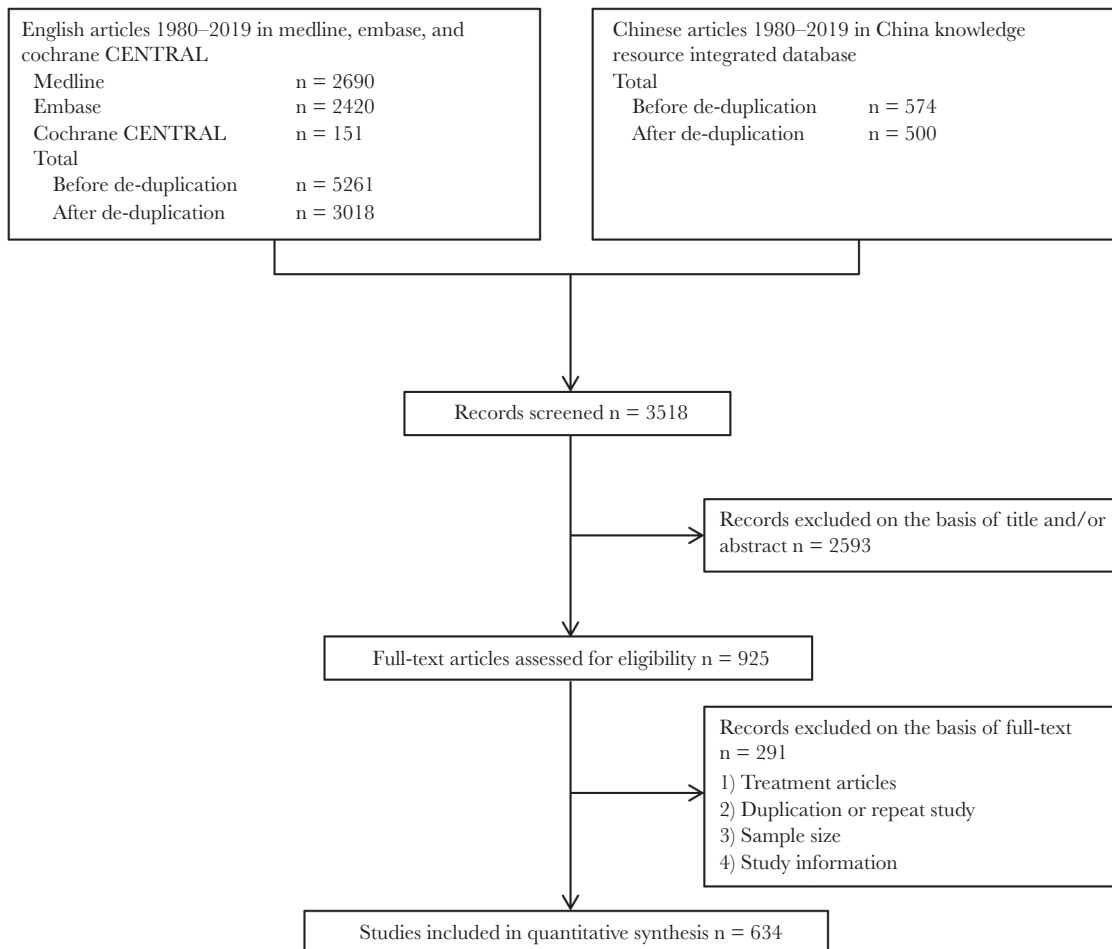 English articles 1980–2019 in medline, embase, and
cochrane CENTRAL
Medline n = 2690
Embase n = 2420
Cochrane CENTRAL n = 151
Total
Before de-duplication n = 5261
After de-duplication n = 3018
Chinese articles 1980–2019 in China knowledge
resource integrated database
Total
Before de-duplication n = 574
After de-duplication n = 500
Records screened n = 3518
Records excluded on the basis of title and/or
abstract n = 2593
Full-text articles assessed for eligibility n = 925
Records excluded on the basis of full-text
n = 291
1) Treatment articles
2) Duplication or repeat study
3) Sample size
4) Study information
Studies included in quantitative synthesis n = 634